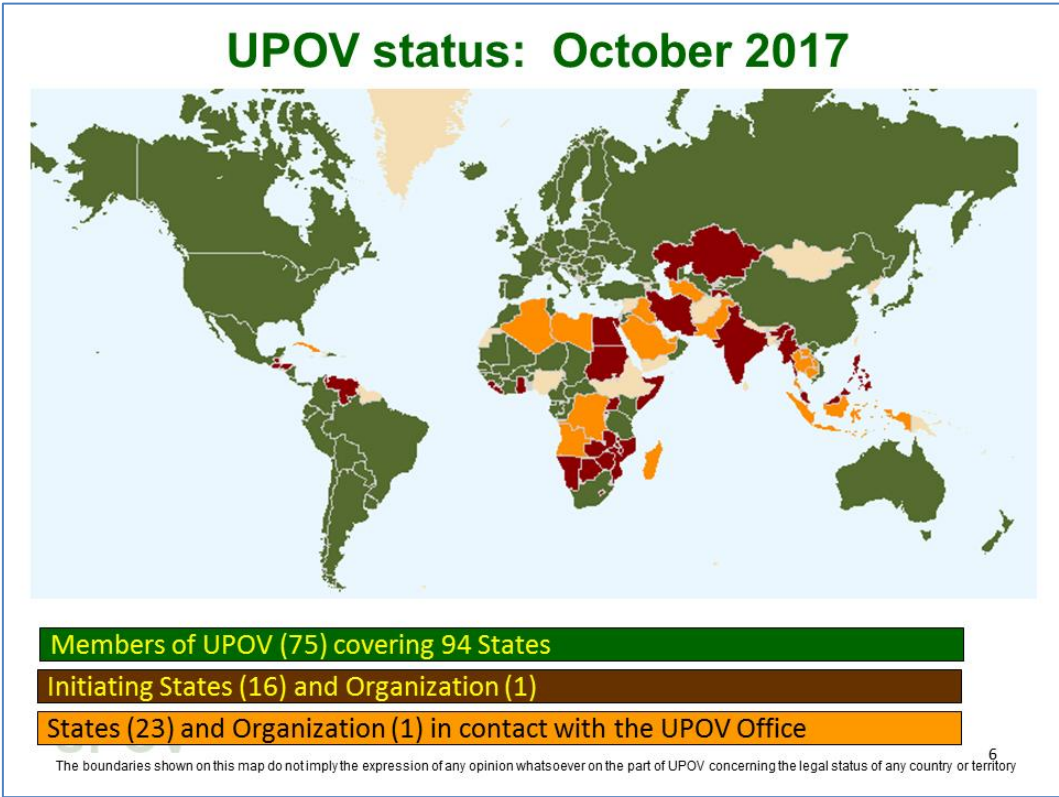 UPOV status: October 2017
Members of UPOV (75) covering 94 States
Initiating States (16) and Organization (1)
States (23) and Organization (1) in contact with the UPOV Office
UPOV
6
The boundaries shown on this map do not imply the expression of any opinion whatsoever on the part of UPOV concerning the legal status of any country or territory